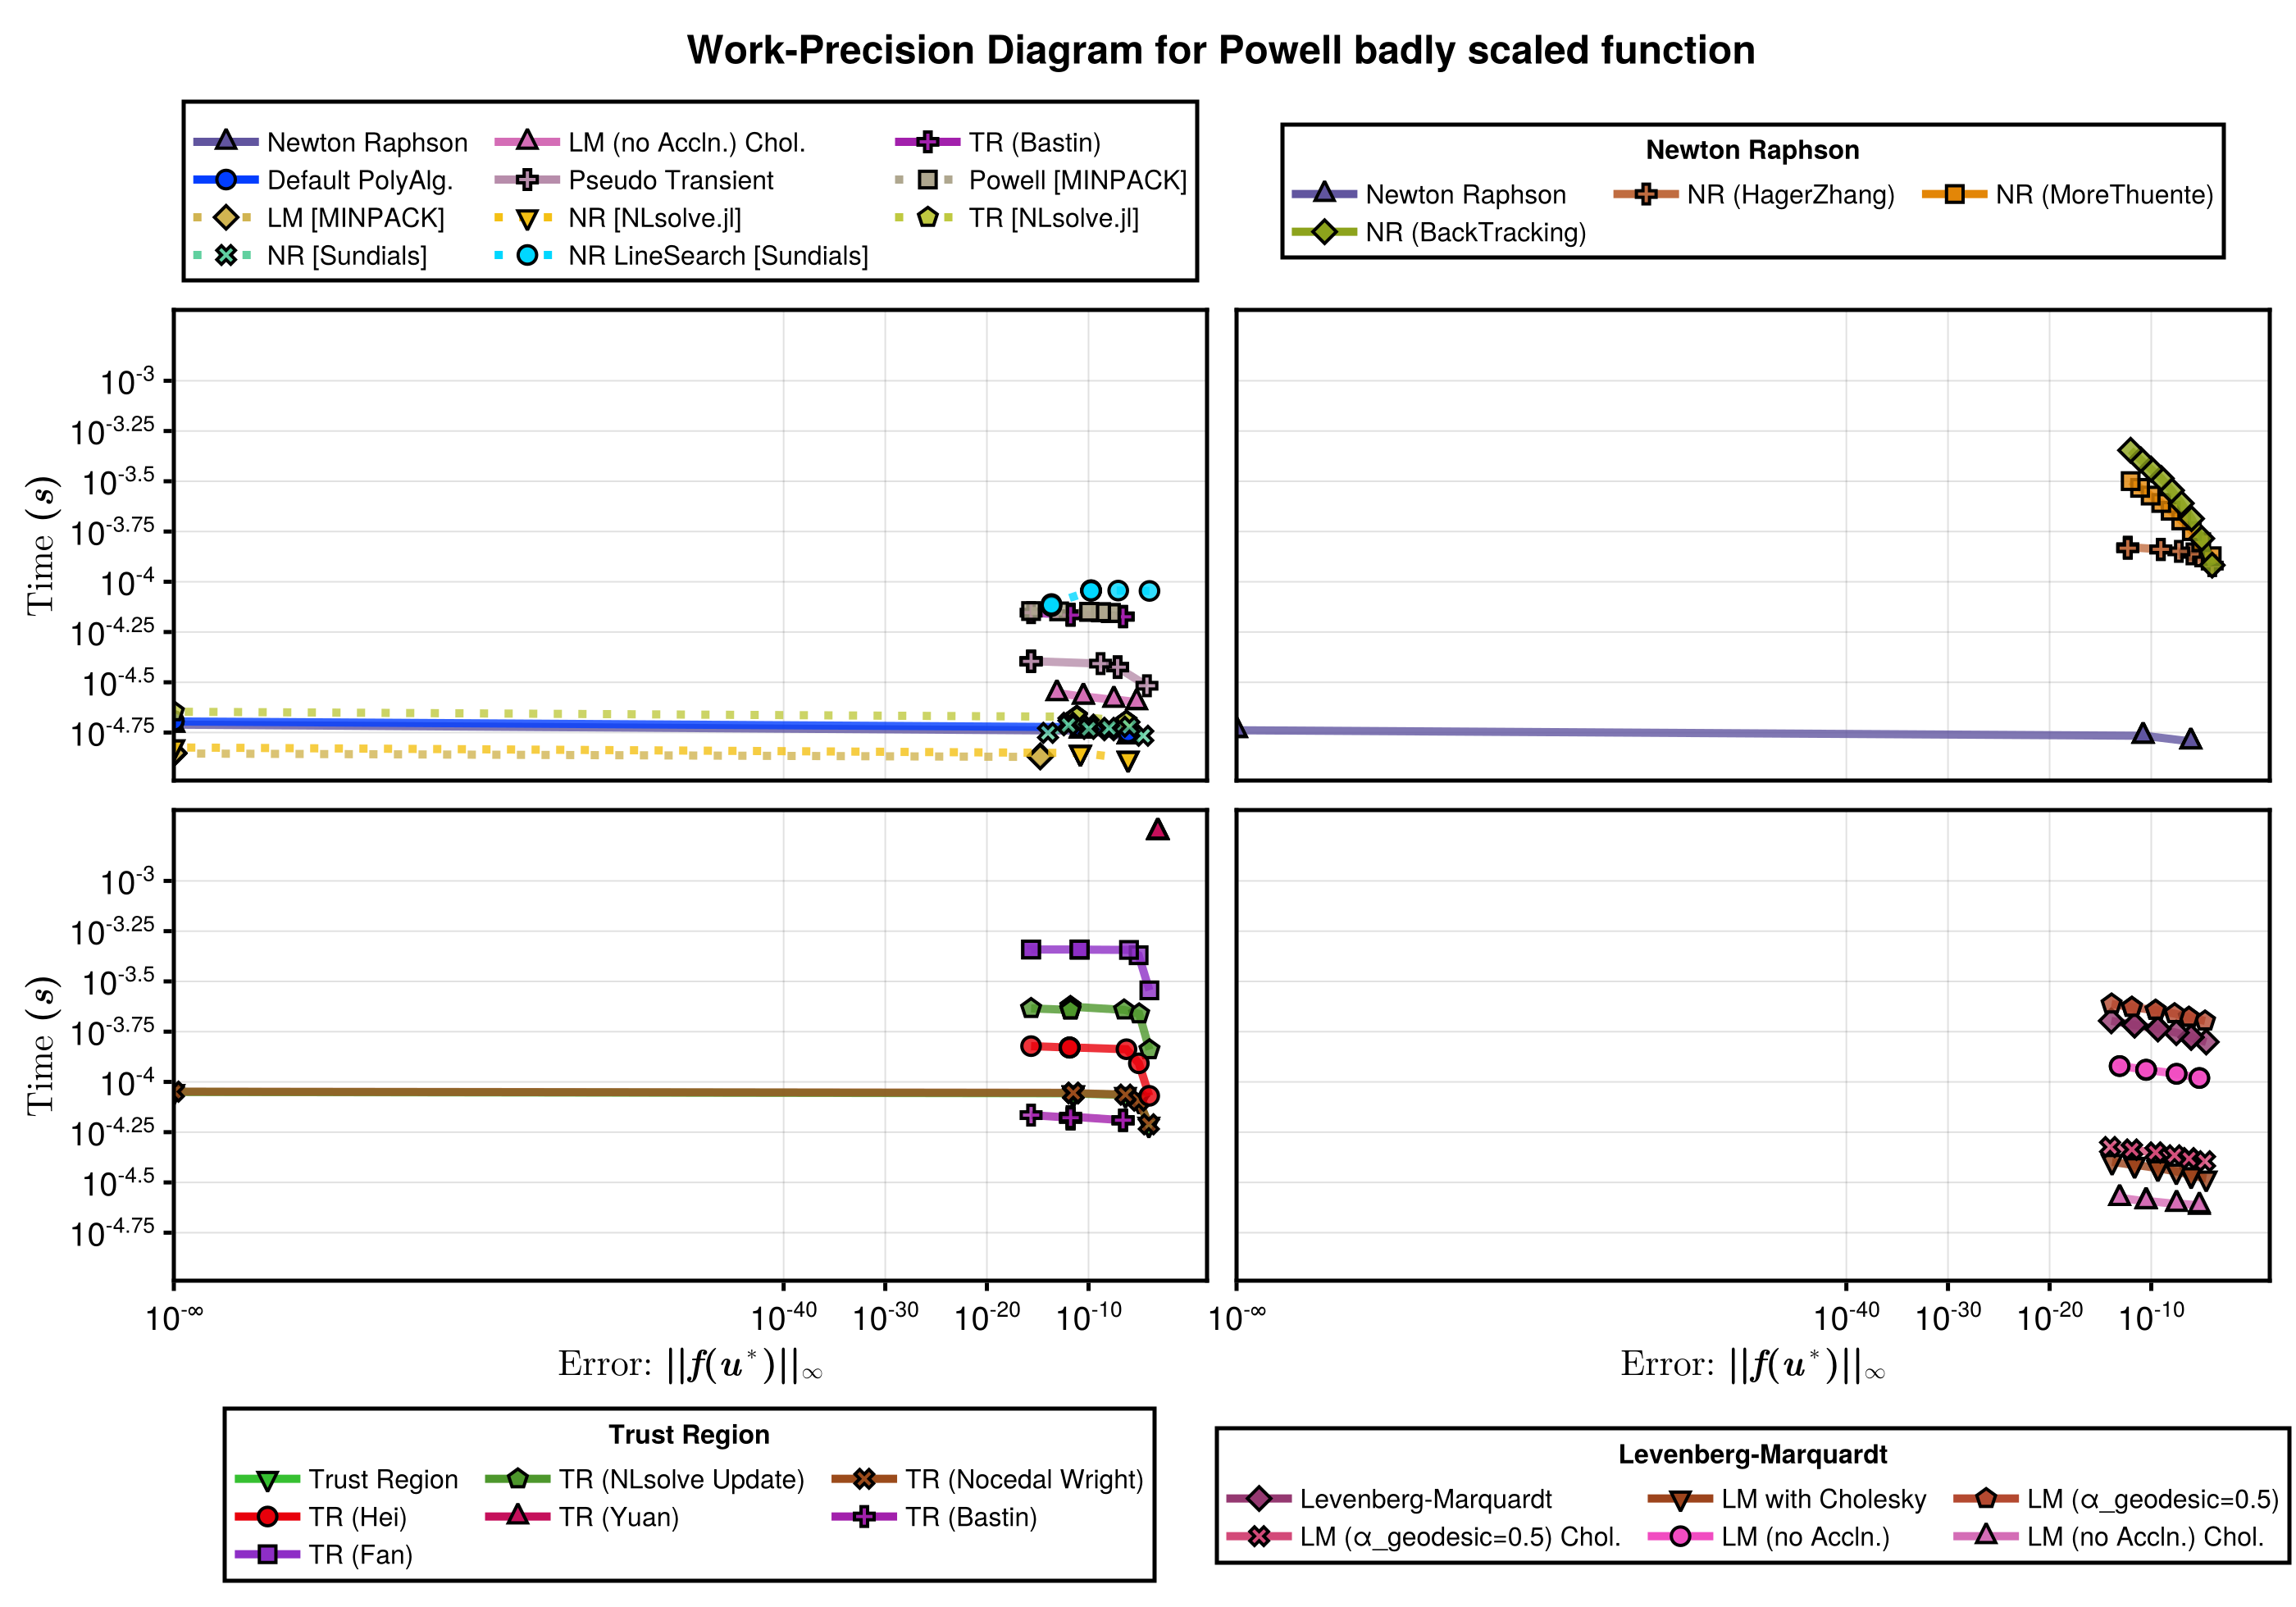 Work-Precision Diagram for Powell badly scaled function
Newton Raphson LM (no Accln.) Chol. TR (Bastin)
Default PolyAlg. Pseudo Transient Powell [MINPACK]
LM [MINPACK] NR [NLsolve.jl] TR [NLsolve.jl]
NR [Sundials] NR LineSearch [Sundials]
Newton Raphson
Newton Raphson NR (HagerZhang) NR (MoreThuente)
NR (BackTracking)
Time (s)
10^-3
10^-3.25
10^-3.5
10^-3.75
10^-4
10^-4.25
10^-4.5
10^-4.75
Time (s)
10^-3
10^-3.25
10^-3.5
10^-3.75
10^-4
10^-4.25
10^-4.5
10^-4.75
10^-∞ 10^-40 10^-30 10^-20 10^-10
10^-∞ 10^-40 10^-30 10^-20 10^-10
Error: ||f(u*)||∞
Error: ||f(u*)||∞
Trust Region
Trust Region TR (NLsolve Update) TR (Nocedal Wright)
TR (Hei) TR (Yuan) TR (Bastin)
TR (Fan)
Levenberg-Marquardt
Levenberg-Marquardt LM with Cholesky LM (α_geodesic=0.5)
LM (α_geodesic=0.5) Chol. LM (no Accln.) LM (no Accln.) Chol.